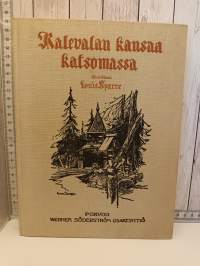 Kalevalan kansaa
katsomassa
Louis Sparre
PORVOO
WERNER SÖDERSTRÖM OSAKEYHTIÖ